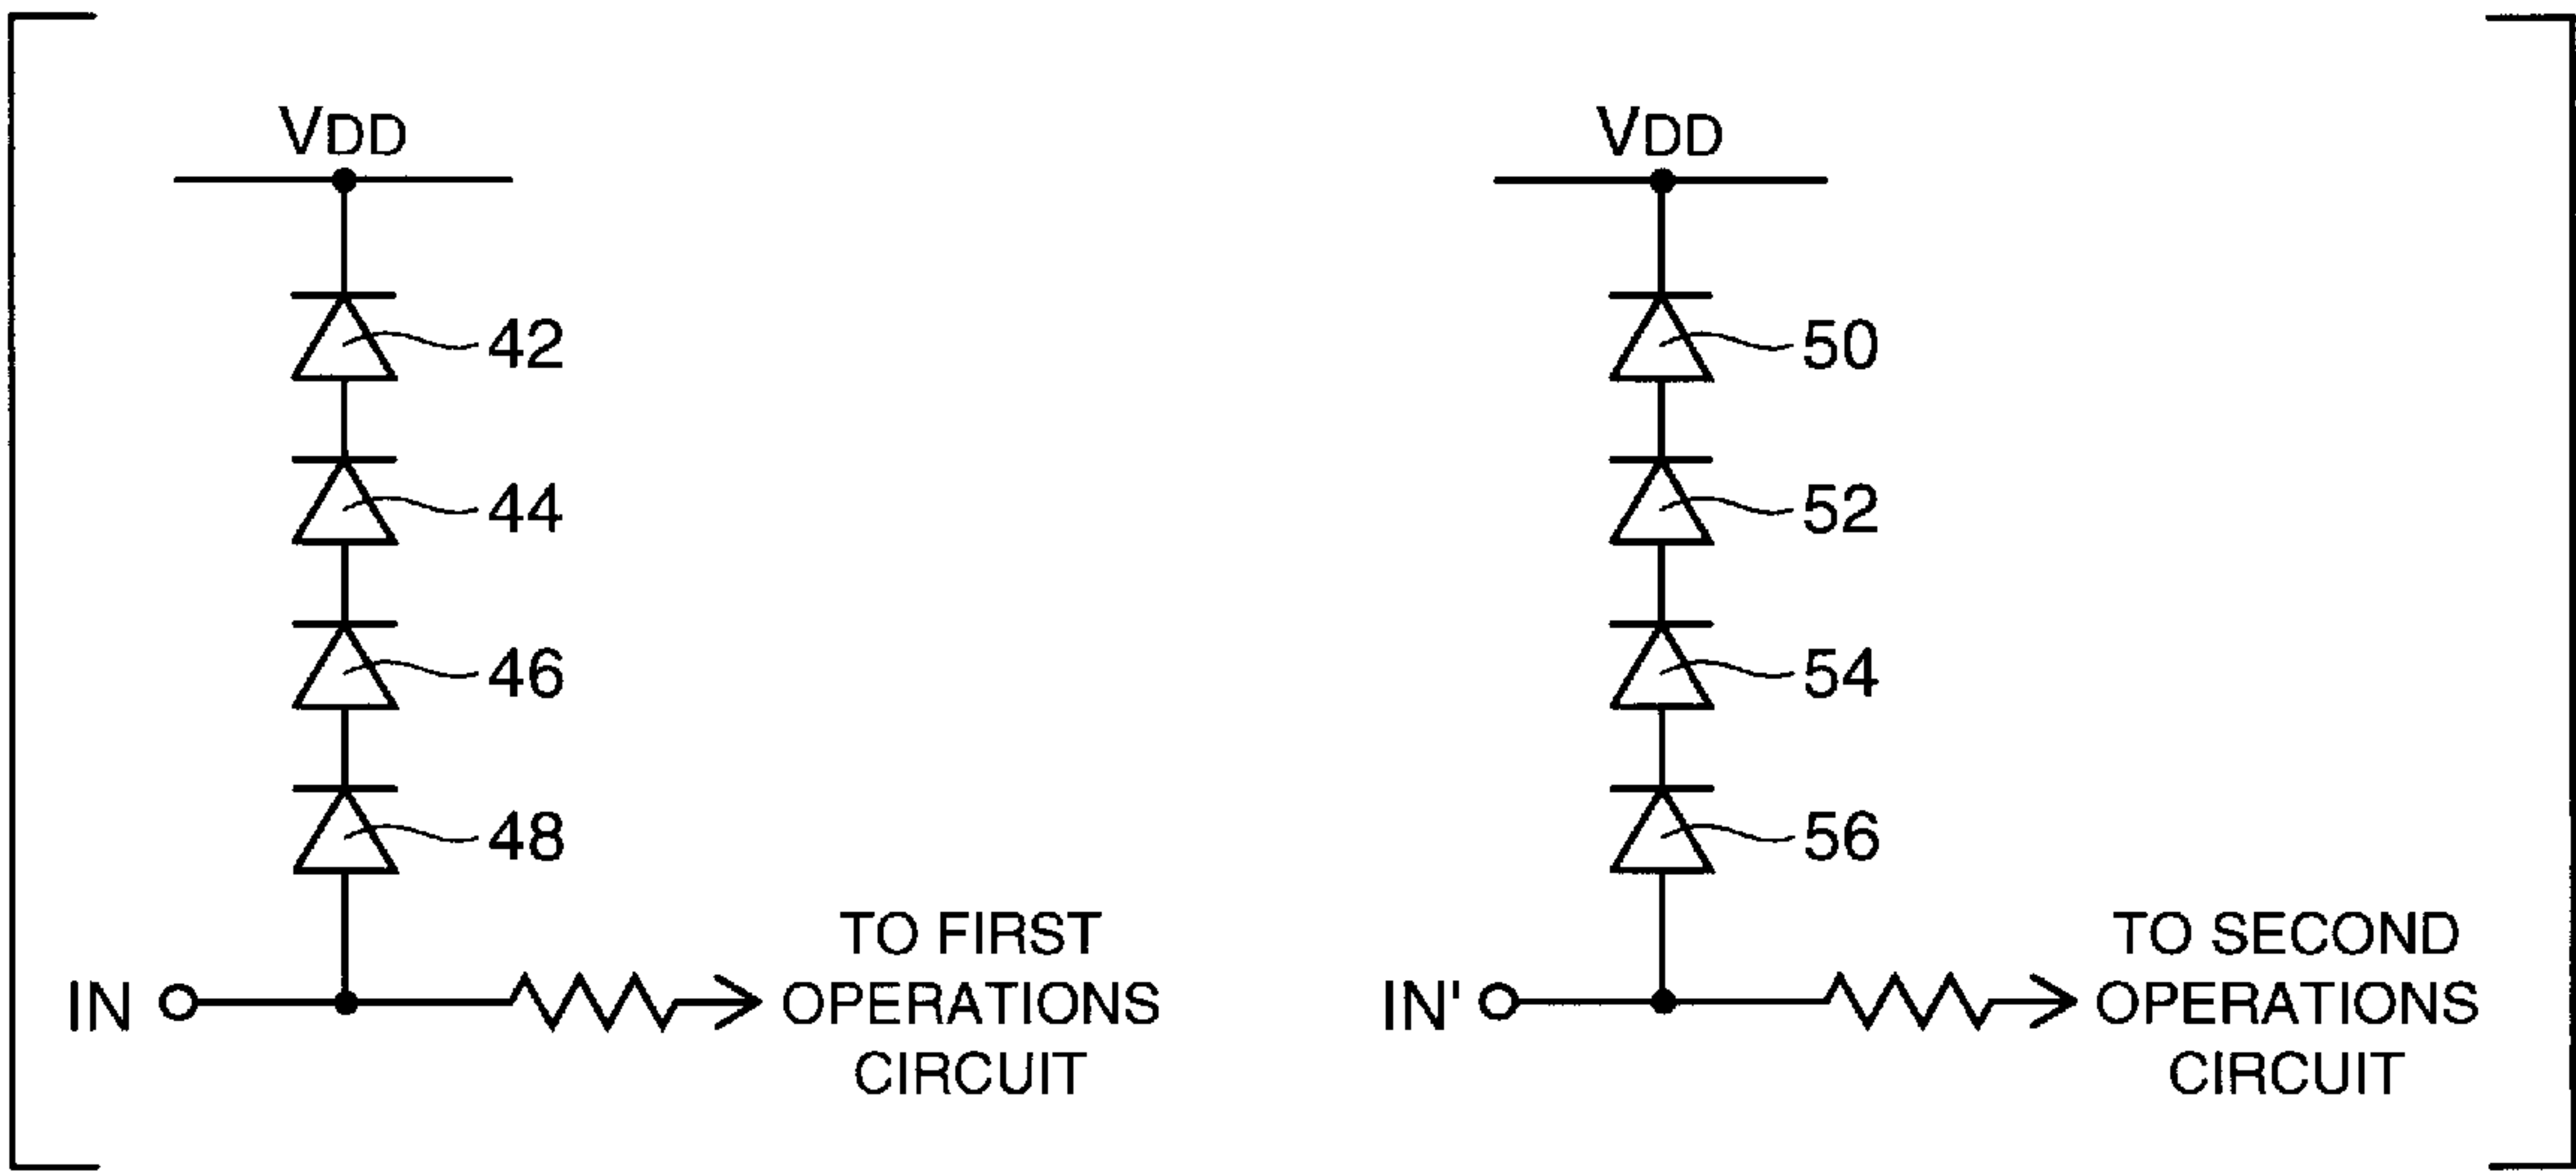 VDD
42
44
46
48
IN
TO FIRST
OPERATIONS
CIRCUIT
VDD
50
52
54
56
IN'
TO SECOND
OPERATIONS
CIRCUIT